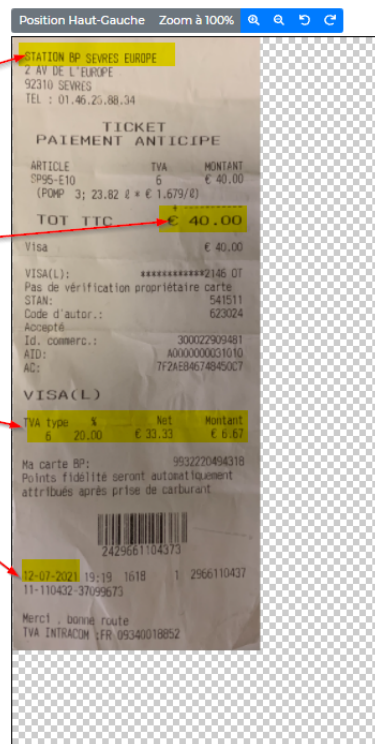 Position Haut-Gauche Zoom à 100%
STATION BP SEVRES EUROPE
2 AV DE L'EUROPE
92310 SEVRES
TEL : 01.46.26.88.34
TICKET
PAIEMENT ANTICIPE
ARTICLE TVA MONTANT
SP95-E10 6 € 40.00
(POMP 3; 23.82 ℓ * € 1.679/ℓ)
TOT TTC € 40.00
Visa € 40.00
VISA(L): ************2146 OT
Pas de vérification propriétaire carte
STAN: 541511
Code d'autor.: 623024
Accepté
Id. commerc.: 300022909481
AID: A0000000031010
AC: 7F2AE846748450C7
VISA(L)
TVA type % Net Montant
6 20.00 € 33.33 € 6.67
Ma carte BP: 9932220494318
Points fidélité seront automatiquement
attribués après prise de carburant
2429661104373
12-07-2021 19:19 1618 1 2966110437
11-110432-37099673
Merci , bonne route
TVA INTRACOM :FR 09340018852